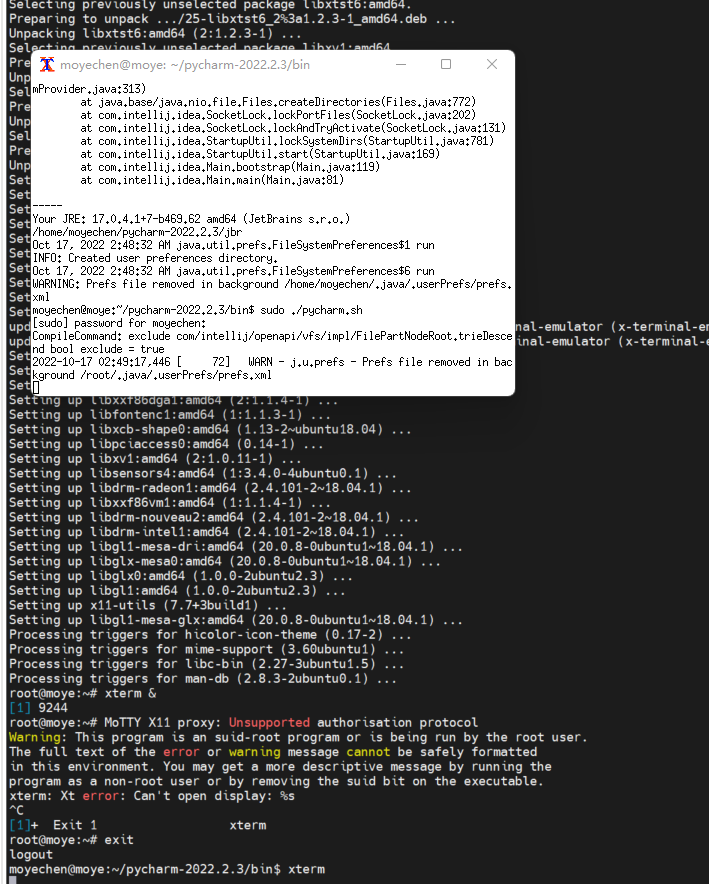 Selecting previously unselected package libxtst6:amd64.
Preparing to unpack .../25-libxtst6_2%3a1.2.3-1_amd64.deb ...
Unpacking libxtst6:amd64 (2:1.2.3-1) ...
Selecting previously unselected package libxv1:amd64
Pre
Unp
Sel
Pre
Unp
Sel
Pre
Unp
Set
Set
Set
Set
Set
Set
Set
Set
Set
Set
upd
upd
Set
Set
Set
moyechen@moye: ~/pycharm-2022.2.3/bin
mProvider.java:313)
at java.base/java.nio.file.Files.createDirectories(Files.java:772)
at com.intellij.idea.SocketLock.lockPortFiles(SocketLock.java:202)
at com.intellij.idea.SocketLock.lockAndTryActivate(SocketLock.java:131)
at com.intellij.idea.StartupUtil.lockSystemDirs(StartupUtil.java:781)
at com.intellij.idea.StartupUtil.start(StartupUtil.java:169)
at com.intellij.idea.Main.bootstrap(Main.java:119)
at com.intellij.idea.Main.main(Main.java:81)
-----
Your JRE: 17.0.4.1+7-b469.62 amd64 (JetBrains s.r.o.)
/home/moyechen/pycharm-2022.2.3/jbr
Oct 17, 2022 2:48:32 AM java.util.prefs.FileSystemPreferences$1 run
INFO: Created user preferences directory.
Oct 17, 2022 2:48:32 AM java.util.prefs.FileSystemPreferences$6 run
WARNING: Prefs file removed in background /home/moyechen/.java/.userPrefs/prefs.
xml
moyechen@moye:~/pycharm-2022.2.3/bin$ sudo ./pycharm.sh
[sudo] password for moyechen:
CompileCommand: exclude com/intellij/openapi/vfs/impl/FilePartNodeRoot.trieDesce
nd bool exclude = true
2022-10-17 02:49:17,446 [     72]   WARN - j.u.prefs - Prefs file removed in bac
kground /root/.java/.userPrefs/prefs.xml
nal-emulator (x-terminal-em
inal-emulator (x-terminal-e
Setting up libxxf86dga1:amd64 (2:1.1.4-1) ...
Setting up libfontenc1:amd64 (1:1.1.3-1) ...
Setting up libxcb-shape0:amd64 (1.13-2~ubuntu18.04) ...
Setting up libpciaccess0:amd64 (0.14-1) ...
Setting up libxv1:amd64 (2:1.0.11-1) ...
Setting up libsensors4:amd64 (1:3.4.0-4ubuntu0.1) ...
Setting up libdrm-radeon1:amd64 (2.4.101-2~18.04.1) ...
Setting up libxxf86vm1:amd64 (1:1.1.4-1) ...
Setting up libdrm-nouveau2:amd64 (2.4.101-2~18.04.1) ...
Setting up libdrm-intel1:amd64 (2.4.101-2~18.04.1) ...
Setting up libgl1-mesa-dri:amd64 (20.0.8-0ubuntu1~18.04.1) ...
Setting up libglx-mesa0:amd64 (20.0.8-0ubuntu1~18.04.1) ...
Setting up libglx0:amd64 (1.0.0-2ubuntu2.3) ...
Setting up libgl1:amd64 (1.0.0-2ubuntu2.3) ...
Setting up x11-utils (7.7+3build1) ...
Setting up libgl1-mesa-glx:amd64 (20.0.8-0ubuntu1~18.04.1) ...
Processing triggers for hicolor-icon-theme (0.17-2) ...
Processing triggers for mime-support (3.60ubuntu1) ...
Processing triggers for libc-bin (2.27-3ubuntu1.5) ...
Processing triggers for man-db (2.8.3-2ubuntu0.1) ...
root@moye:~# xterm &
[1] 9244
root@moye:~# MoTTY X11 proxy: Unsupported authorisation protocol
Warning: This program is an suid-root program or is being run by the root user.
The full text of the error or warning message cannot be safely formatted
in this environment. You may get a more descriptive message by running the
program as a non-root user or by removing the suid bit on the executable.
xterm: Xt error: Can't open display: %s
^C
[1]+  Exit 1                  xterm
root@moye:~# exit
logout
moyechen@moye:~/pycharm-2022.2.3/bin$ xterm